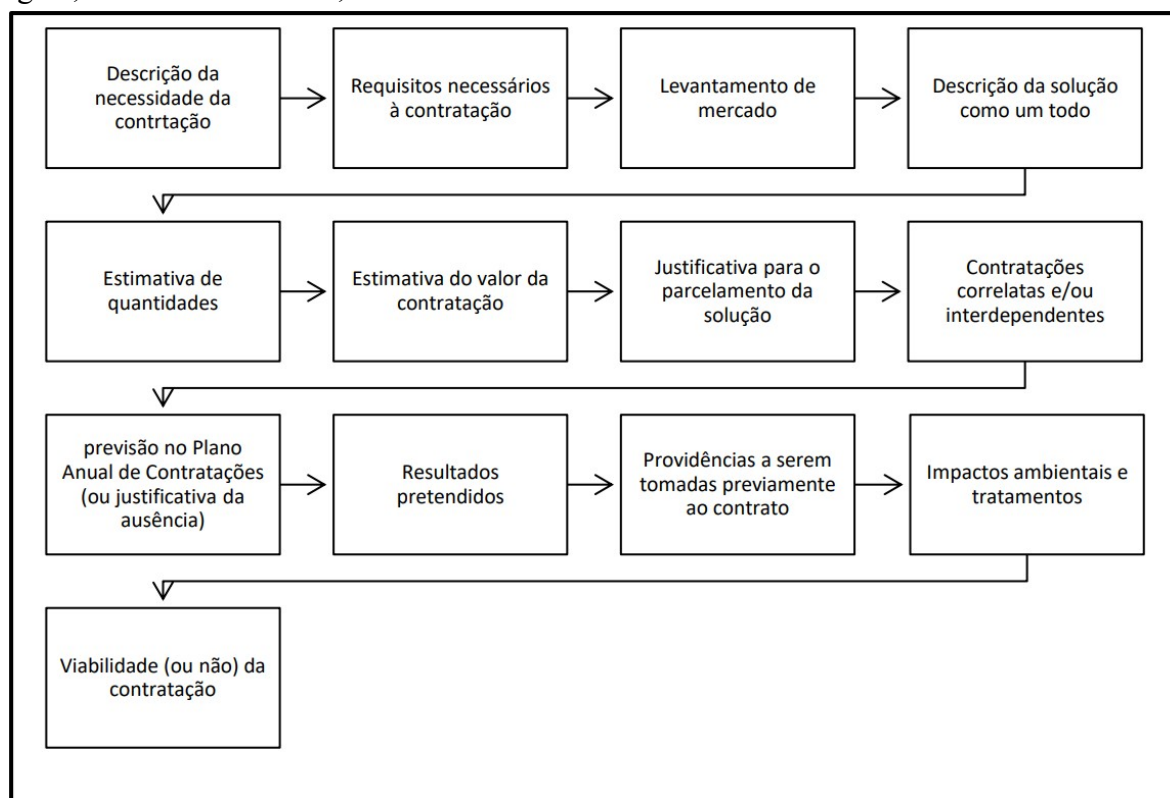 Descrição da
necessidade da
contrtação
Requisitos necessários
à contratação
Levantamento de
mercado
Descrição da solução
como um todo
Estimativa de
quantidades
Estimativa do valor da
contratação
Justificativa para o
parcelamento da
solução
Contratações
correlatas e/ou
interdependentes
previsão no Plano
Anual de Contratações
(ou justificativa da
ausência)
Resultados
pretendidos
Providências a serem
tomadas previamente
ao contrato
Impactos ambientais e
tratamentos
Viabilidade (ou não) da
contratação